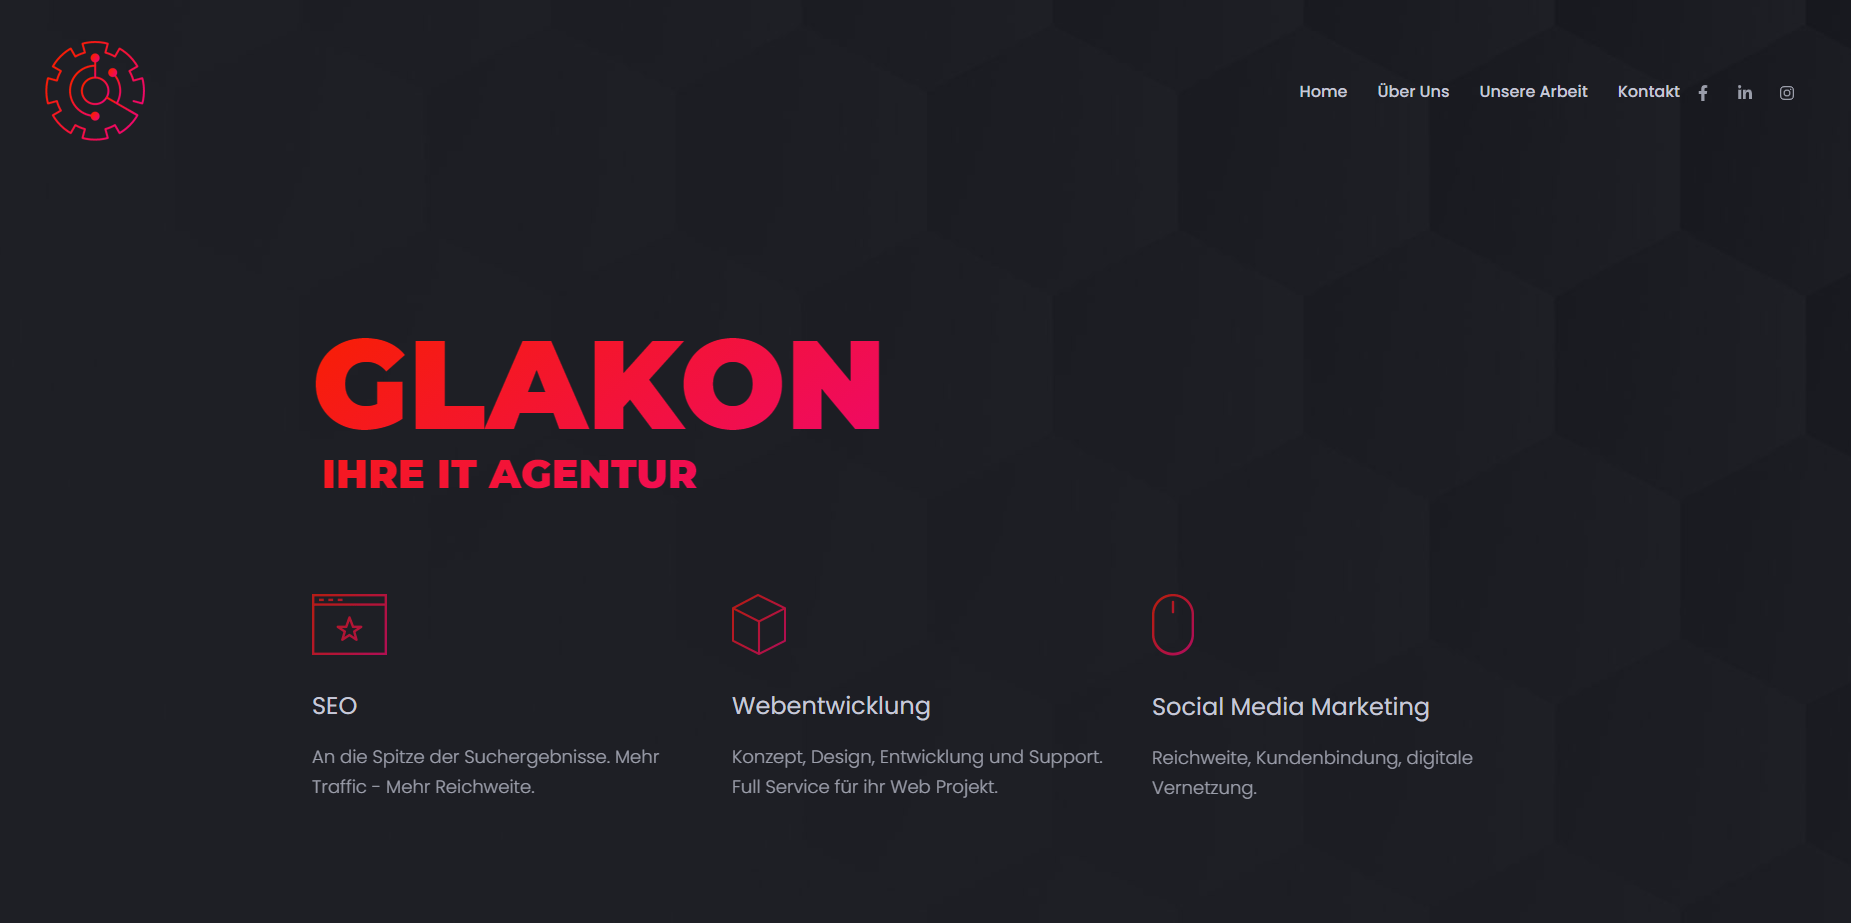 Home Über Uns Unsere Arbeit Kontakt
GLAKON
IHRE IT AGENTUR
SEO
An die Spitze der Suchergebnisse. Mehr
Traffic - Mehr Reichweite.
Webentwicklung
Konzept, Design, Entwicklung und Support.
Full Service für ihr Web Projekt.
Social Media Marketing
Reichweite, Kundenbindung, digitale
Vernetzung.